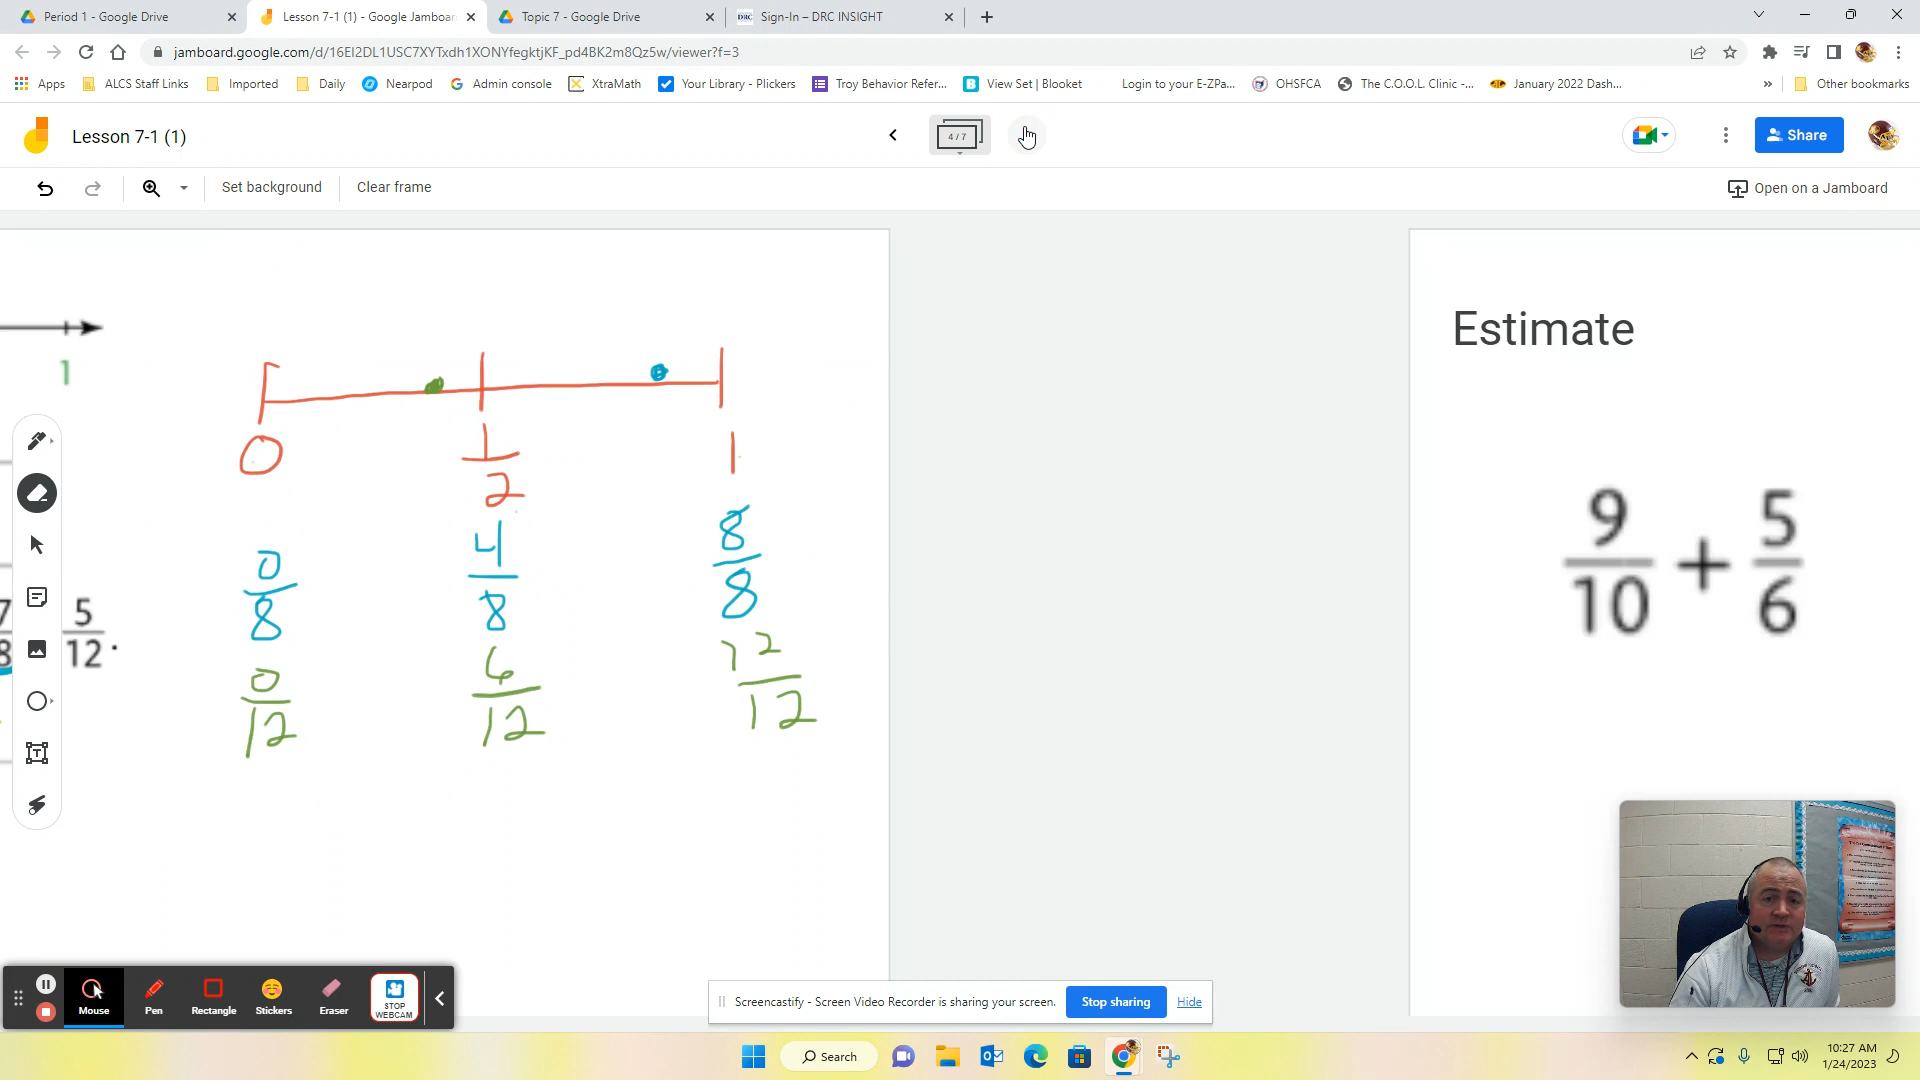 Period 1 - Google Drive
Lesson 7-1 (1) - Google Jamboar
Topic 7 - Google Drive
DRC
Sign-In – DRC INSIGHT
jamboard.google.com/d/16EI2DL1USC7XYTxdh1XONYfegktjKF_pd4BK2m8Qz5w/viewer?f=3
Apps
ALCS Staff Links
Imported
Daily
Nearpod
Admin console
XtraMath
Your Library - Plickers
Troy Behavior Refer...
View Set | Blooket
Login to your E-ZPa...
OHSFCA
The C.O.O.L. Clinic -...
January 2022 Dash...
»
Other bookmarks
Lesson 7-1 (1)
4 / 7
Share
Set background
Clear frame
Open on a Jamboard
1
0
1/2
1
0/8
4/8
8/8
0/12
6/12
12/12
7/8
5/12.
Estimate
9/10 + 5/6
Mouse
Pen
Rectangle
Stickers
Eraser
STOP WEBCAM
Screencastify - Screen Video Recorder is sharing your screen.
Stop sharing
Hide
Search
10:27 AM
1/24/2023